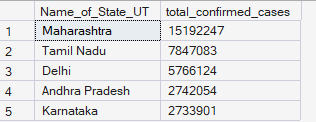 Name_of_State_UT total_confirmed_cases
1 Maharashtra 15192247
2 Tamil Nadu 7847083
3 Delhi 5766124
4 Andhra Pradesh 2742054
5 Karnataka 2733901